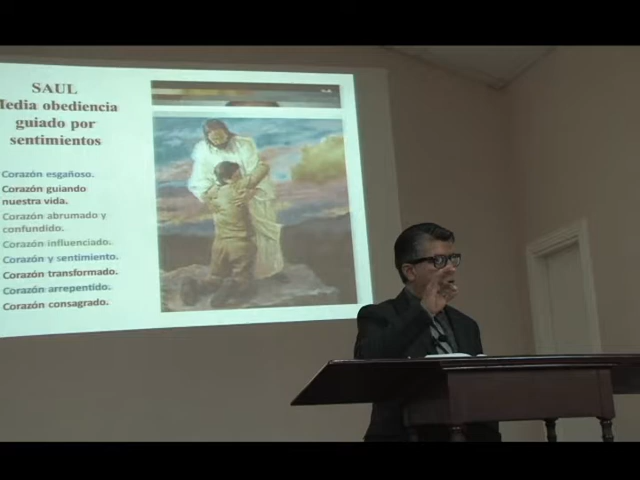 SAUL
Media obediencia
guiado por
sentimientos
Corazón esgañoso.
Corazón guiando
nuestra vida.
Corazón abrumado y
confundido.
Corazón influenciado.
Corazón y sentimiento.
Corazón transformado.
Corazón arrepentido.
Corazón consagrado.